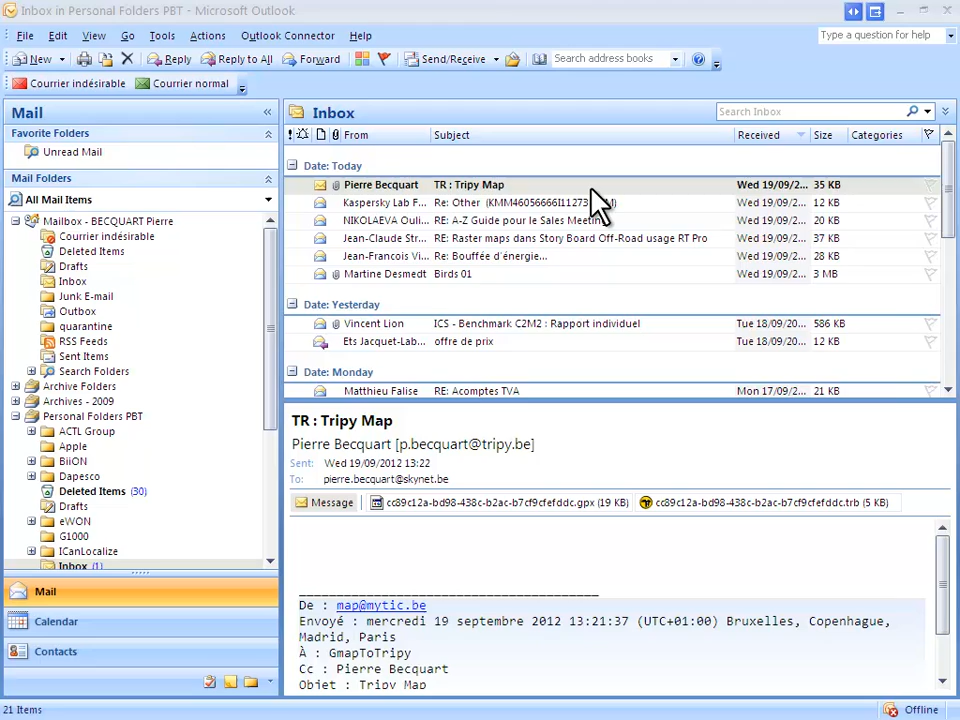 Inbox in Personal Folders PBT - Microsoft Outlook
File Edit View Go Tools Actions Outlook Connector Help
Type a question for help
New Reply Reply to All Forward Send/Receive Search address books
Courrier indésirable Courrier normal
Mail «
Favorite Folders
Unread Mail
Mail Folders
All Mail Items
Mailbox - BECQUART Pierre
Courrier indésirable
Deleted Items
Drafts
Inbox
Junk E-mail
Outbox
quarantine
RSS Feeds
Sent Items
Search Folders
Archive Folders
Archives - 2009
Personal Folders PBT
ACTL Group
Apple
BiiON
Dapesco
Deleted Items (30)
Drafts
eWON
G1000
ICanLocalize
Inbox (1)
Mail
Calendar
Contacts
Inbox
Search Inbox
From Subject Received Size Categories
Date: Today
Pierre Becquart TR : Tripy Map Wed 19/09/2... 35 KB
Kaspersky Lab F... Re: Other (KMM46056666I11273 M) Wed 19/09/2... 12 KB
NIKOLAEVA Ouli... RE: A-Z Guide pour le Sales Meetin Wed 19/09/2... 20 KB
Jean-Claude Str... RE: Raster maps dans Story Board Off-Road usage RT Pro Wed 19/09/2... 37 KB
Jean-Francois Vi... Re: Bouffée d'énergie... Wed 19/09/2... 28 KB
Martine Desmedt Birds 01 Wed 19/09/2... 3 MB
Date: Yesterday
Vincent Lion ICS - Benchmark C2M2 : Rapport individuel Tue 18/09/20... 586 KB
Ets Jacquet-Lab... offre de prix Tue 18/09/20... 12 KB
Date: Monday
Matthieu Falise RE: Acomptes TVA Mon 17/09/2... 21 KB
TR : Tripy Map
Pierre Becquart [p.becquart@tripy.be]
Sent: Wed 19/09/2012 13:22
To: pierre.becquart@skynet.be
Message cc89c12a-bd98-438c-b2ac-b7cf9cfefddc.gpx (19 KB) cc89c12a-bd98-438c-b2ac-b7cf9cfefddc.trb (5 KB)
De : map@mytic.be
Envoyé : mercredi 19 septembre 2012 13:21:37 (UTC+01:00) Bruxelles, Copenhague,
Madrid, Paris
À : GmapToTripy
Cc : Pierre Becquart
Objet : Tripy Map
21 Items
Offline